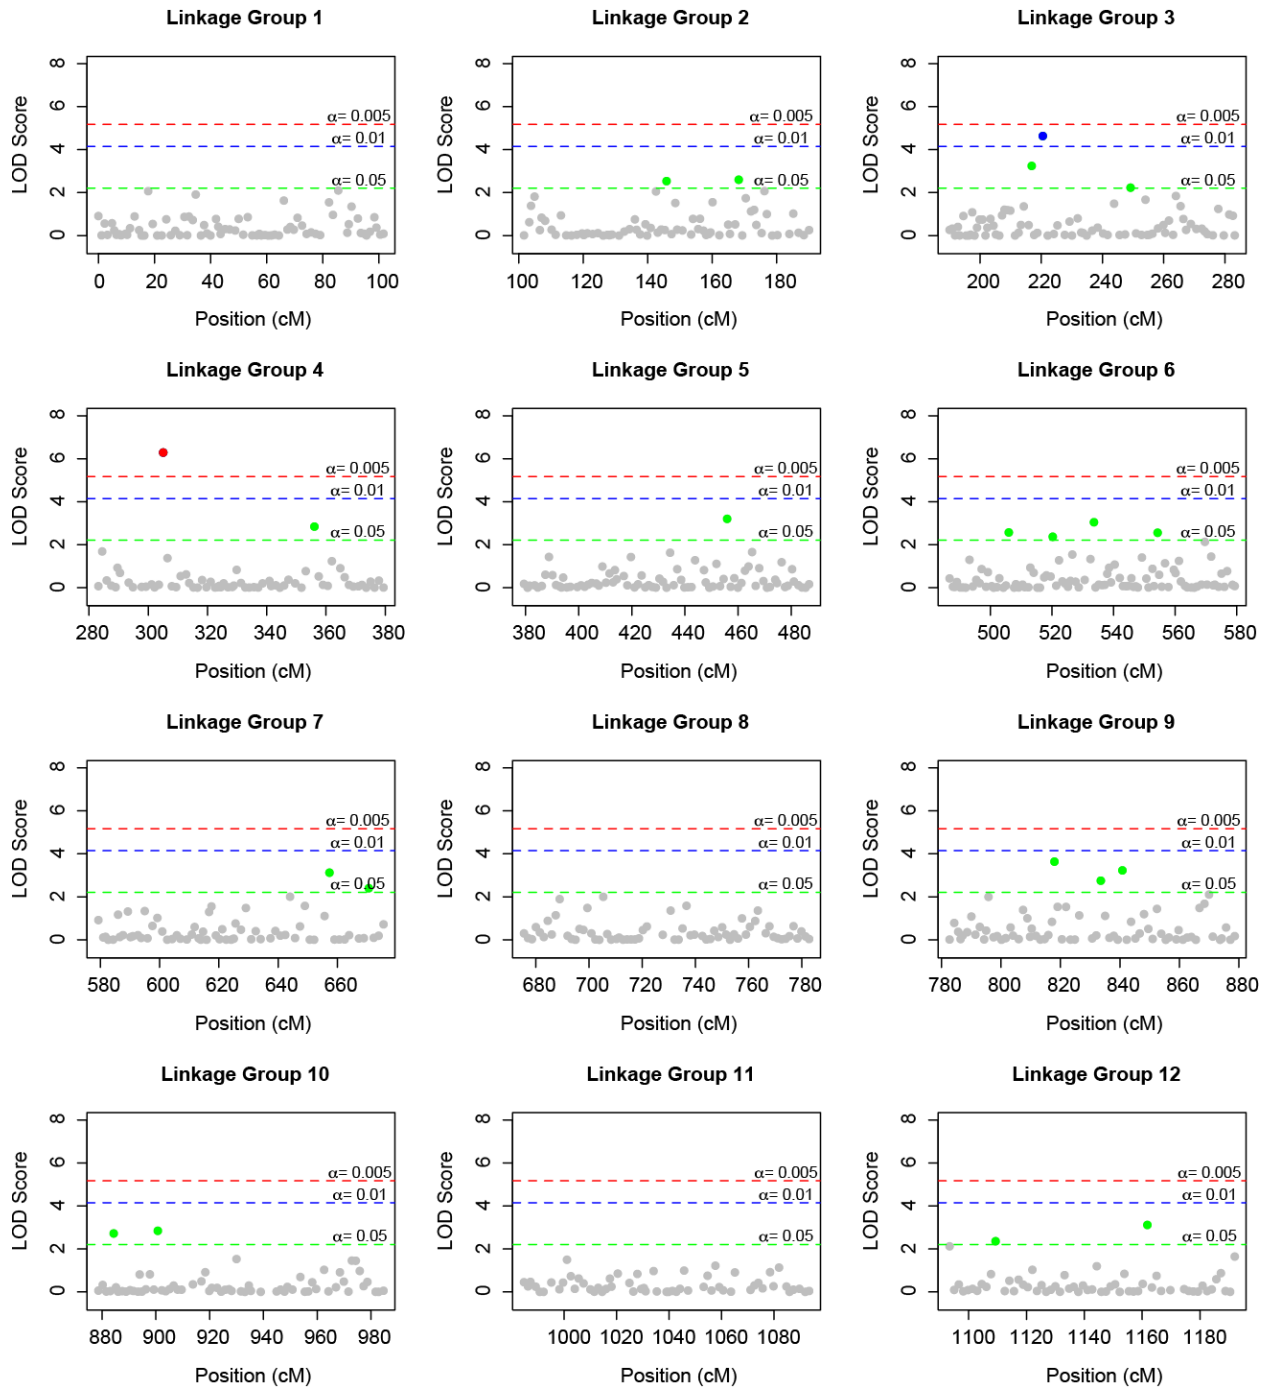 Linkage Group 1
LOD Score
0 2 4 6 8
α= 0.005
α= 0.01
α= 0.05
0 20 40 60 80 100
Position (cM)
Linkage Group 2
LOD Score
0 2 4 6 8
α= 0.005
α= 0.01
α= 0.05
100 120 140 160 180
Position (cM)
Linkage Group 3
LOD Score
0 2 4 6 8
α= 0.005
α= 0.01
α= 0.05
200 220 240 260 280
Position (cM)
Linkage Group 4
LOD Score
0 2 4 6 8
α= 0.005
α= 0.01
α= 0.05
280 300 320 340 360 380
Position (cM)
Linkage Group 5
LOD Score
0 2 4 6 8
α= 0.005
α= 0.01
α= 0.05
380 400 420 440 460 480
Position (cM)
Linkage Group 6
LOD Score
0 2 4 6 8
α= 0.005
α= 0.01
α= 0.05
500 520 540 560 580
Position (cM)
Linkage Group 7
LOD Score
0 2 4 6 8
α= 0.005
α= 0.01
α= 0.05
580 600 620 640 660
Position (cM)
Linkage Group 8
LOD Score
0 2 4 6 8
α= 0.005
α= 0.01
α= 0.05
680 700 720 740 760 780
Position (cM)
Linkage Group 9
LOD Score
0 2 4 6 8
α= 0.005
α= 0.01
α= 0.05
780 800 820 840 860 880
Position (cM)
Linkage Group 10
LOD Score
0 2 4 6 8
α= 0.005
α= 0.01
α= 0.05
880 900 920 940 960 980
Position (cM)
Linkage Group 11
LOD Score
0 2 4 6 8
α= 0.005
α= 0.01
α= 0.05
1000 1020 1040 1060 1080
Position (cM)
Linkage Group 12
LOD Score
0 2 4 6 8
α= 0.005
α= 0.01
α= 0.05
1100 1120 1140 1160 1180
Position (cM)